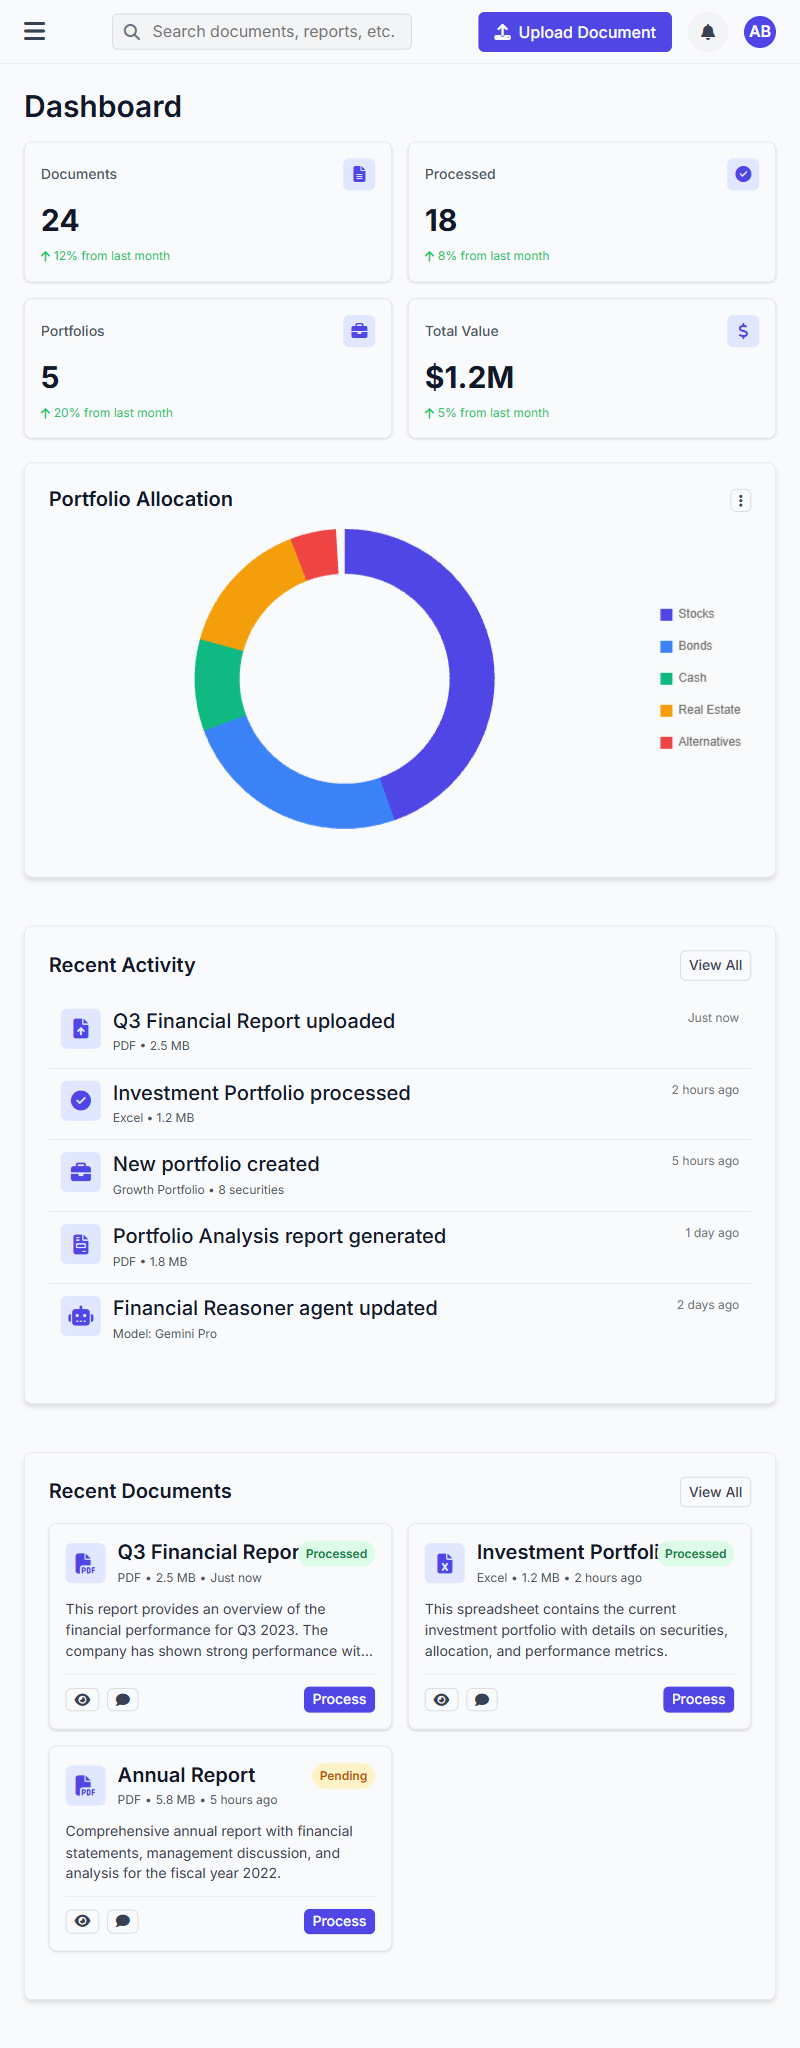 Search documents, reports, etc.
Upload Document
AB
Dashboard
Documents
24
12% from last month
Processed
18
8% from last month
Portfolios
5
20% from last month
Total Value
$
$1.2M
5% from last month
Portfolio Allocation
Stocks
Bonds
Cash
Real Estate
Alternatives
Recent Activity
View All
Q3 Financial Report uploaded
Just now
PDF • 2.5 MB
Investment Portfolio processed
2 hours ago
Excel • 1.2 MB
New portfolio created
5 hours ago
Growth Portfolio • 8 securities
Portfolio Analysis report generated
1 day ago
PDF • 1.8 MB
Financial Reasoner agent updated
2 days ago
Model: Gemini Pro
Recent Documents
View All
PDF
Q3 Financial Repor
Processed
PDF • 2.5 MB • Just now
This report provides an overview of the
financial performance for Q3 2023. The
company has shown strong performance wit...
Process
X
Investment Portfoli
Processed
Excel • 1.2 MB • 2 hours ago
This spreadsheet contains the current
investment portfolio with details on securities,
allocation, and performance metrics.
Process
PDF
Annual Report
Pending
PDF • 5.8 MB • 5 hours ago
Comprehensive annual report with financial
statements, management discussion, and
analysis for the fiscal year 2022.
Process